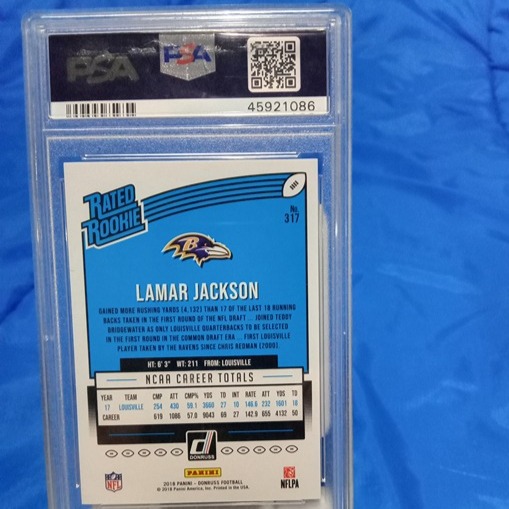 PSA
PSA
45921086
RATED
ROOKIE
No.
317
B
LAMAR JACKSON
GAINED MORE RUSHING YARDS (4,132) THAN 17 OF THE LAST 18 RUNNING
BACKS TAKEN IN THE FIRST ROUND OF THE NFL DRAFT ... JOINED TEDDY
BRIDGEWATER AS ONLY LOUISVILLE QUARTERBACKS TO BE SELECTED
IN THE FIRST ROUND IN THE COMMON DRAFT ERA ... FIRST LOUISVILLE
PLAYER TAKEN BY THE RAVENS SINCE CHRIS REDMAN (2000).
HT: 6' 3" WT: 211 FROM: LOUISVILLE
NCAA CAREER TOTALS
YEAR TEAM CMP ATT CMP% YDS TD INT RATE ATT YDS TD
17 LOUISVILLE 254 430 59.1 3660 27 10 146.6 232 1601 18
CAREER 619 1086 57.0 9043 69 27 142.9 655 4132 50
DONRUSS
NFL
PANINI
NFLPA
2018 PANINI – DONRUSS FOOTBALL
© 2018 Panini America, Inc. Printed in the USA.